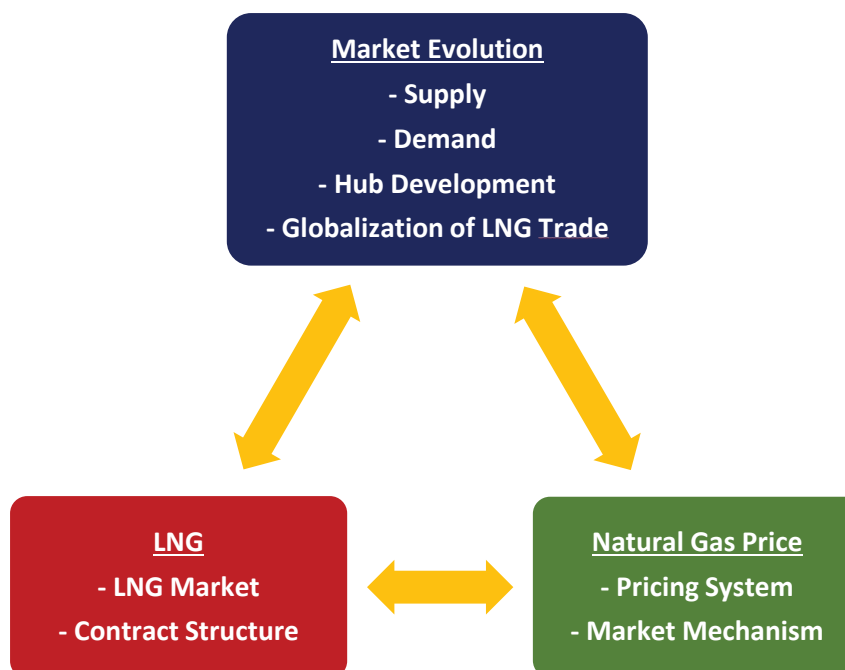 Market Evolution
- Supply
- Demand
- Hub Development
- Globalization of LNG Trade
LNG
- LNG Market
- Contract Structure
Natural Gas Price
- Pricing System
- Market Mechanism